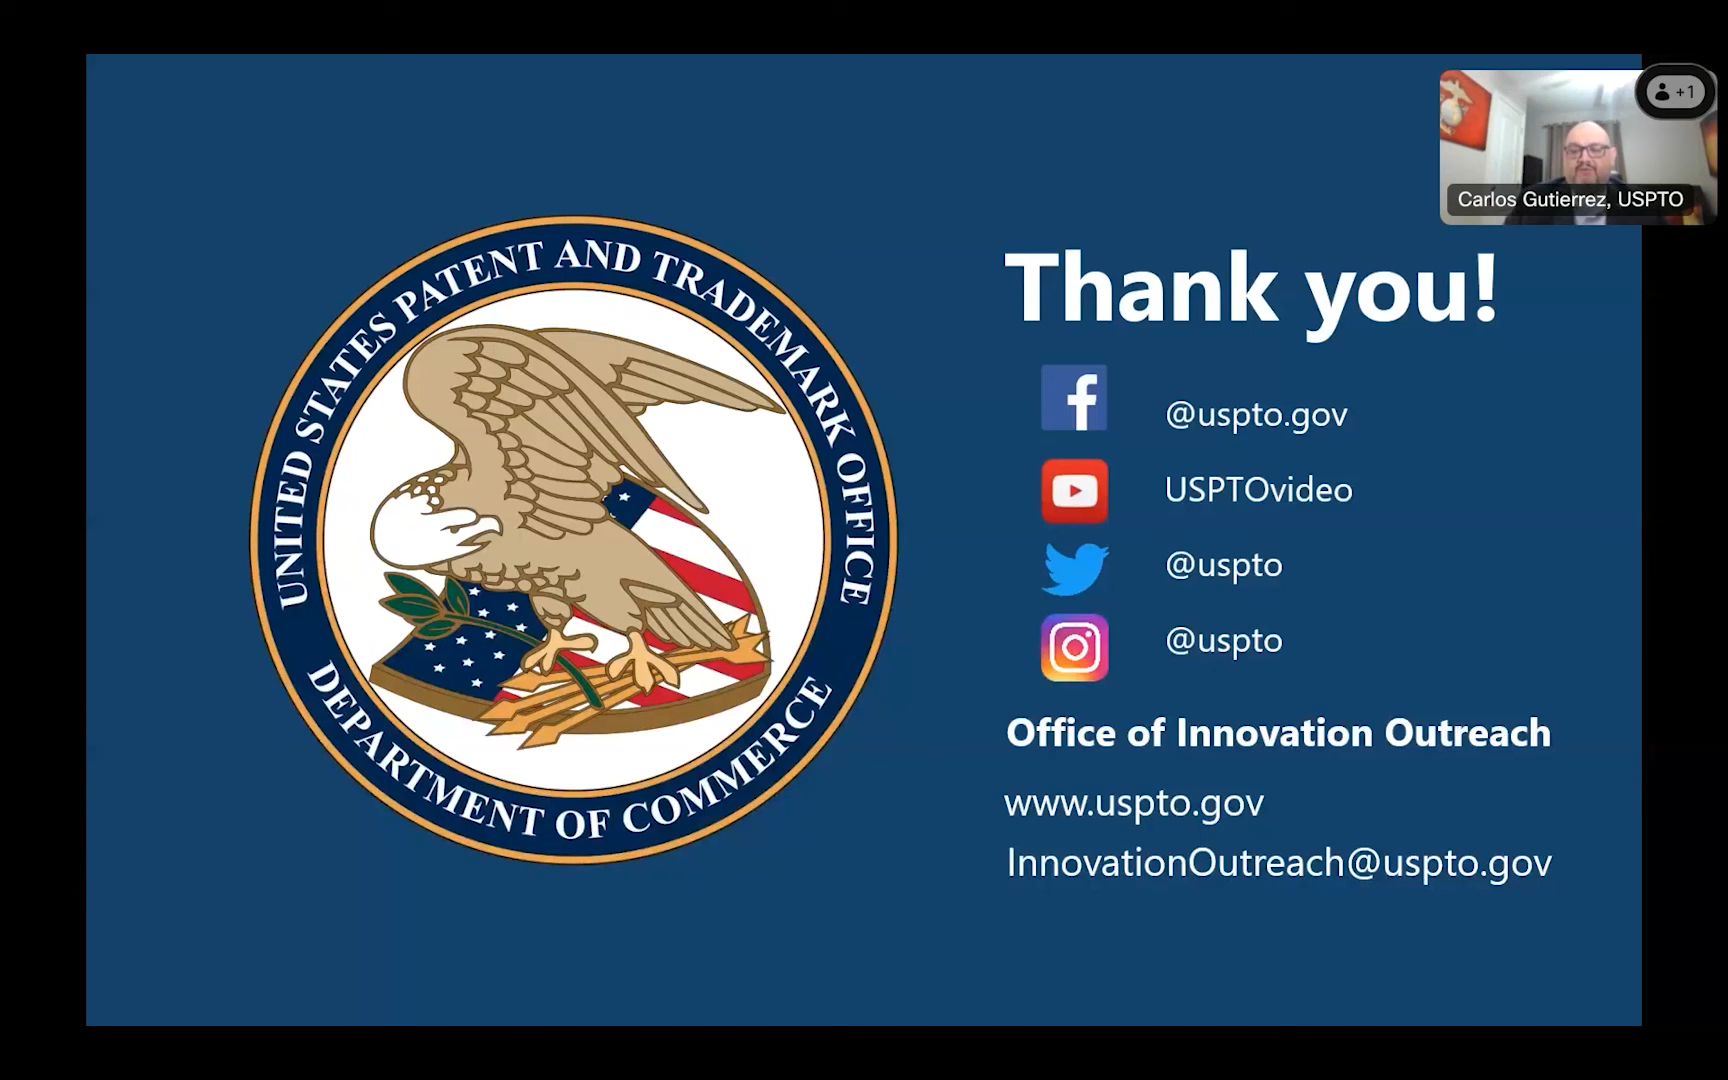 +1
Carlos Gutierrez, USPTO
UNITED STATES PATENT AND TRADEMARK OFFICE
DEPARTMENT OF COMMERCE
Thank you!
@uspto.gov
USPTOvideo
@uspto
@uspto
Office of Innovation Outreach
www.uspto.gov
InnovationOutreach@uspto.gov